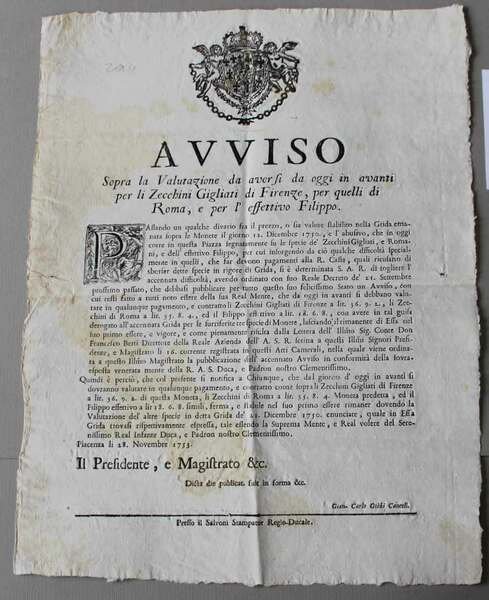 AVVISO
Sopra la Valutazione da aversi da oggi in avanti
per li Zecchini Gigliati di Firenze, per quelli di
Roma, e per l' effettivo Filippo.
PAssando un qualche divario fra il prezzo, o sia valore stabilito nella Grida ema-
nata sopra le Monete il giorno 12. Dicembre 1750., e l' abusivo, che in oggi
corre in questa Piazza segnatamente su le specie de' Zecchini Gigliati, e Roma-
ni, e dell' effettivo Filippo, per cui insorgendo da ciò qualche difficoltà special-
mente in quelli, che far devono pagamenti alla R. Cassa, quali ricusano di
sborsare dette specie in rigore di Grida, si è determinata S. A. R. di togliere l'
accennata difficoltà, avendo ordinato con suo Reale Decreto de' 21. Settembre
prossimo passato, che debbasi pubblicare per tutto questo suo felicissimo Stato un Avviso, con
cui resti fatto a tutti noto essere della sua Real Mente, che da oggi in avanti si debbano valu-
tare in qualunque pagamento, e contratto li Zecchini Gigliati di Firenze a lir. 36. 9. 2., li Zec-
chini di Roma a lir. 35. 8. 4., ed il Filippo effettivo a lir. 18. 6. 8., con avere in tal guisa
derogato all' accennata Grida per le surriferite tre specie di Monete, lasciando'l rimanente di Essa nel
suo primo essere, e vigore, e come pienamente risulta dalla Lettera dell' Illmo Sig. Conte Don
Francesco Berti Direttore della Reale Azienda dell' A. S. R. scritta a questi Illmi Signori Presi-
dente, e Magistrato li 18. corrente registrata in questi Atti Camerali, nella quale viene ordina-
to a questo Illmo Magistrato la pubblicazione dell' accennato Avviso in conformità della sovra-
espressa venerata mente della R. A. S. Doca, e Padron nostro Clementissimo.
Quindi è perciò, che col presente si notifica a Chiunque, che dal giorno d' oggi in avanti si
dovranno valutare in qualunque pagamento, e contratto come sopra li Zecchini Gigliati di Firenze
a lir. 36. 9. 2. di questa Moneta, li Zecchini di Roma a lir. 35. 8. 4. Moneta predetta, ed il
Filippo effettivo a lir 18. 6. 8. simili, ferma, e stabile nel suo primo essere rimaner dovendo la
Valutazione del' altre specie in detta Grida de' 12. Dicembre 1750. enunciate, quale in Essa
Grida trovasi rispettivamente espressa, tale essendo la Suprema Mente, e Real volere del Sere-
nissimo Real Infante Duca, e Padron nostro Clementissimo.
Piacenza li 28. Novembre 1753.
Il Presidente, e Magistrato &c.
Dicta die publicat. fuit in forma &c.
Gian- Carlo Gobbi Cancell.
Presso il Salvoni Stampatore Regio-Ducale.